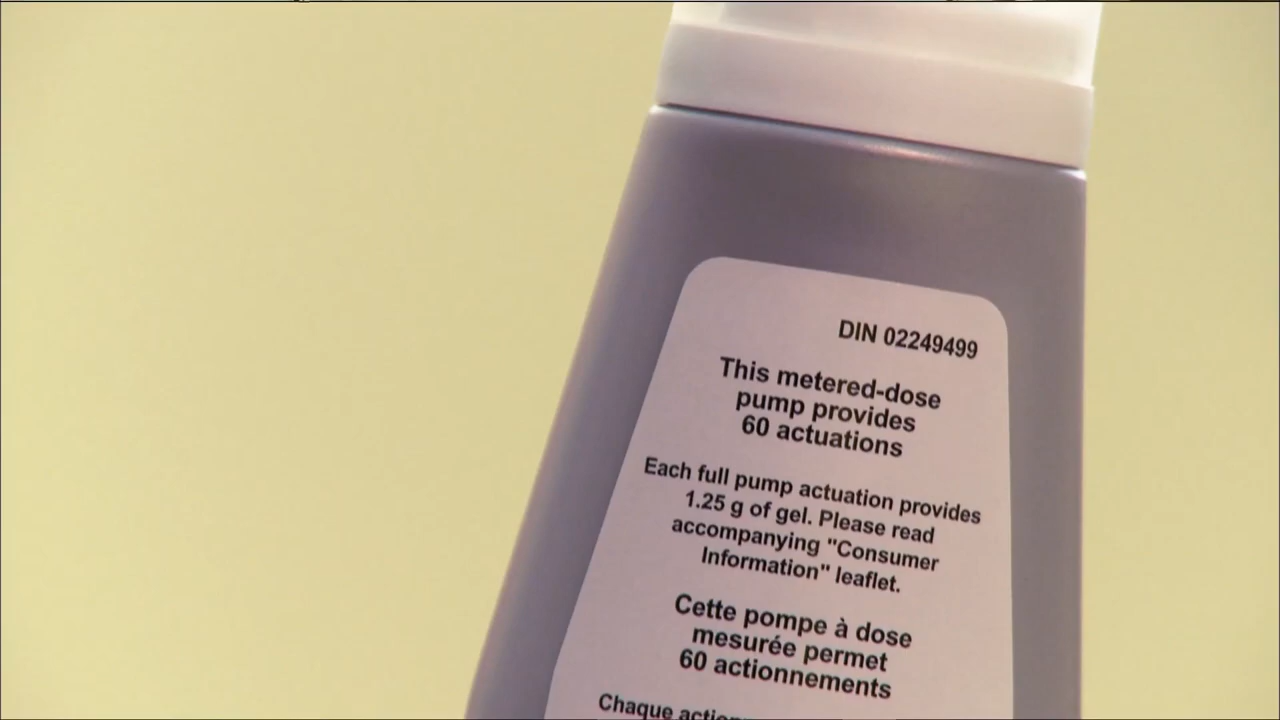 DIN 02249499
This metered-dose
pump provides
60 actuations
Each full pump actuation provides
1.25 g of gel. Please read
accompanying "Consumer
Information" leaflet.
Cette pompe à dose
mesurée permet
60 actionnements
Chaque